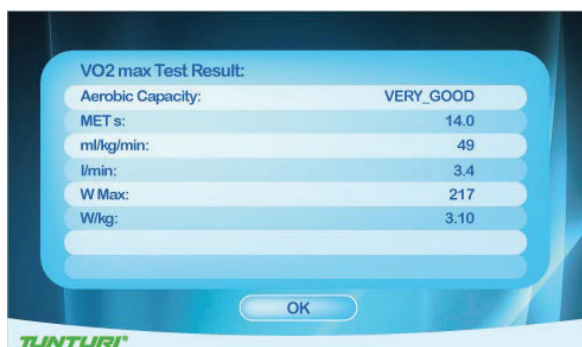 VO2 max Test Result:
Aerobic Capacity: VERY_GOOD
MET s: 14.0
ml/kg/min: 49
l/min: 3.4
W Max: 217
W/kg: 3.10
OK
TUNTURI®